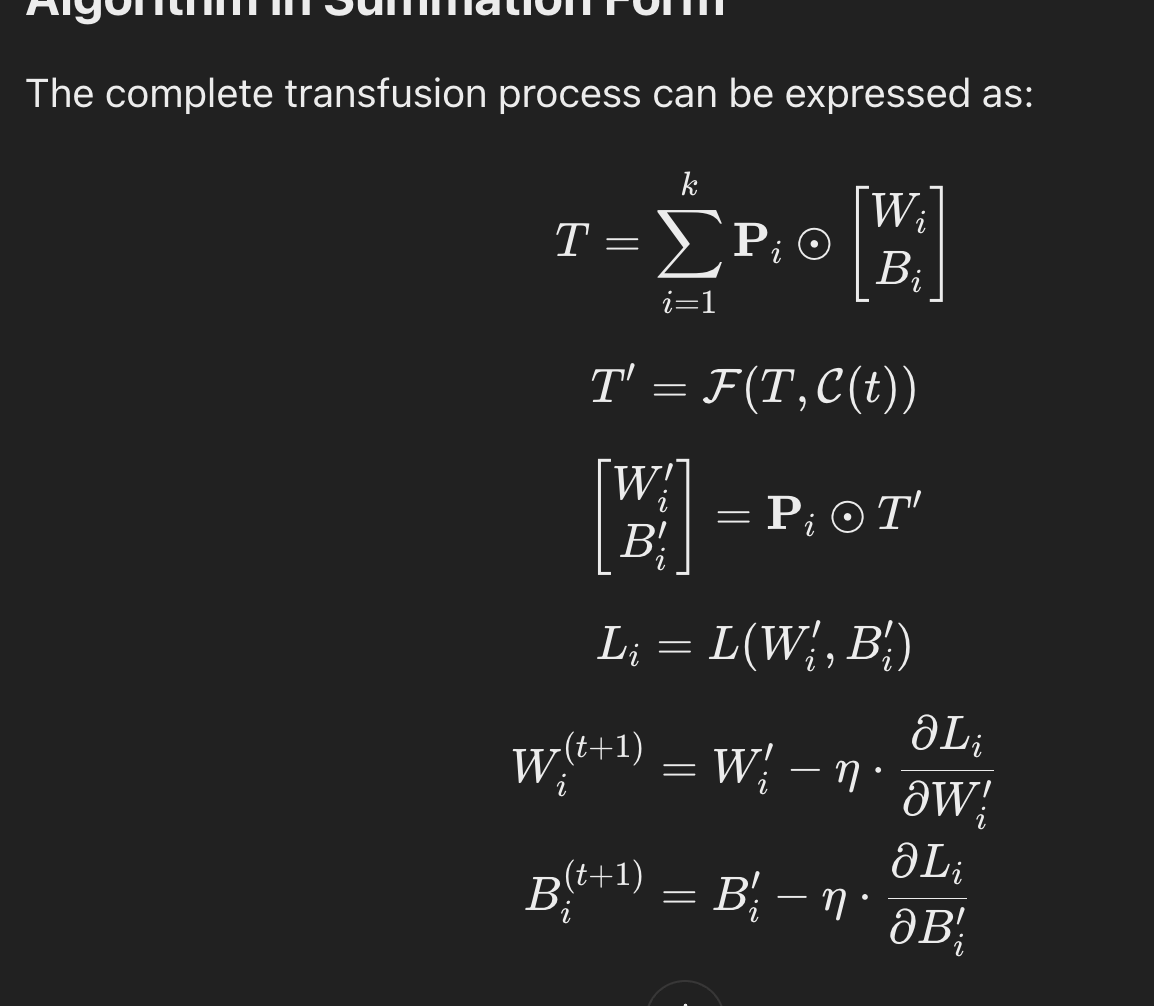 Algorithm in Summation Form
The complete transfusion process can be expressed as:
T = \sum_{i=1}^{k} \mathbf{P}_i \odot \begin{bmatrix} W_i \\ B_i \end{bmatrix}
T' = \mathcal{F}(T, \mathcal{C}(t))
\begin{bmatrix} W_i' \\ B_i' \end{bmatrix} = \mathbf{P}_i \odot T'
L_i = L(W_i', B_i')
W_i^{(t+1)} = W_i' - \eta \cdot \frac{\partial L_i}{\partial W_i'}
B_i^{(t+1)} = B_i' - \eta \cdot \frac{\partial L_i}{\partial B_i'}